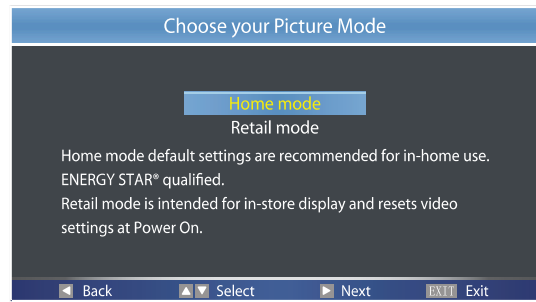 Choose your Picture Mode
Home mode
Retail mode
Home mode default settings are recommended for in-home use.
ENERGY STAR® qualified.
Retail mode is intended for in-store display and resets video
settings at Power On.
◀ Back ▲▼ Select ▶ Next EXIT Exit